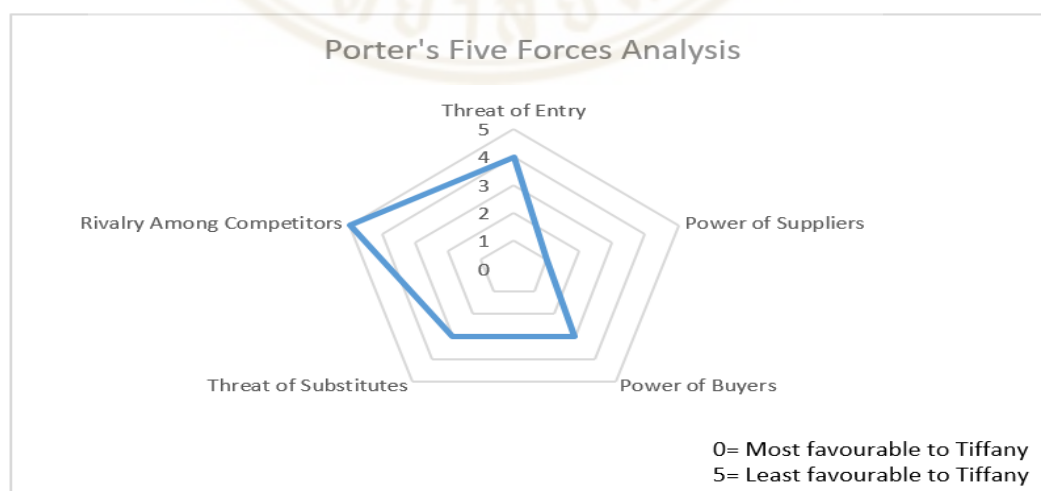 Porter's Five Forces Analysis
Threat of Entry
5
4
3
2
1
0
Rivalry Among Competitors
Power of Suppliers
Threat of Substitutes
Power of Buyers
0= Most favourable to Tiffany
5= Least favourable to Tiffany